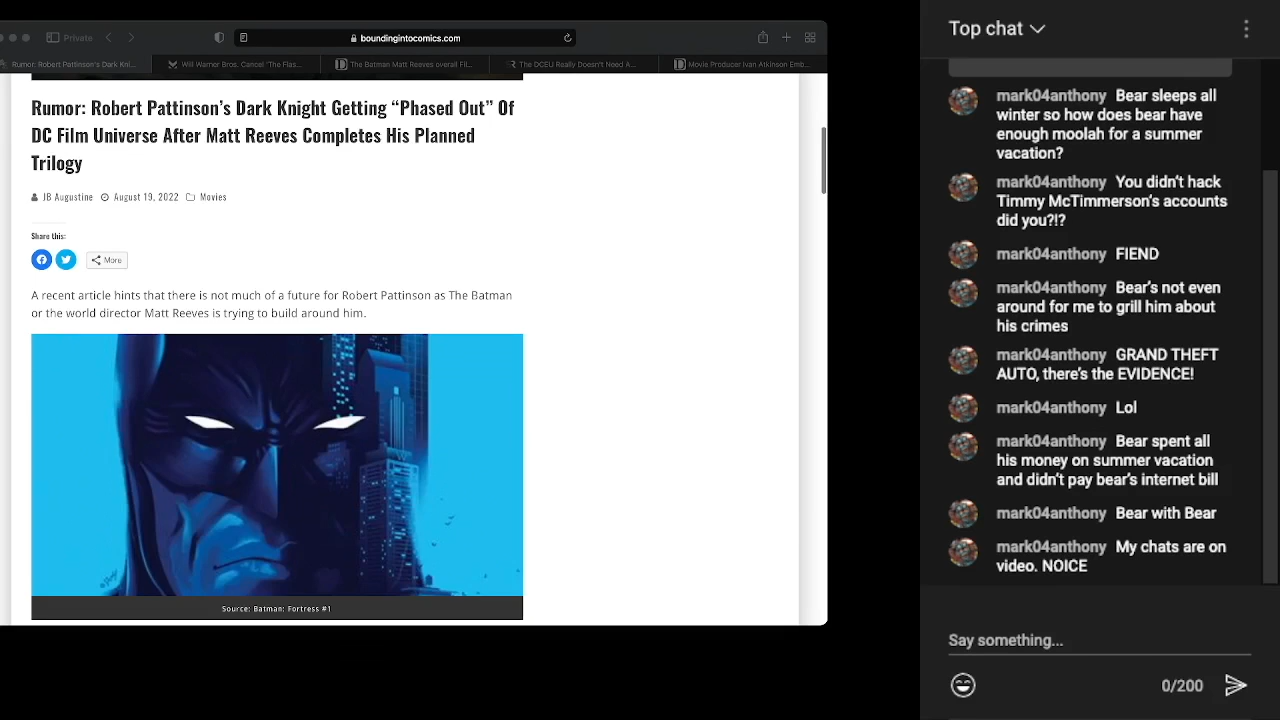 Private
boundingintocomics.com
Rumor: Robert Pattinson's Dark Kni...
Will Warner Bros. Cancel "The Flas...
The Batman Matt Reeves overall Fil...
The DCEU Really Doesn't Need A...
Movie Producer Ivan Atkinson Emb...
Rumor: Robert Pattinson's Dark Knight Getting “Phased Out” Of
DC Film Universe After Matt Reeves Completes His Planned
Trilogy
JB Augustine August 19, 2022 Movies
Share this:
More
A recent article hints that there is not much of a future for Robert Pattinson as The Batman
or the world director Matt Reeves is trying to build around him.
Source: Batman: Fortress #1
Top chat
mark04anthony Bear sleeps all
winter so how does bear have
enough moolah for a summer
vacation?
mark04anthony You didn't hack
Timmy McTimmerson's accounts
did you?!?
mark04anthony FIEND
mark04anthony Bear's not even
around for me to grill him about
his crimes
mark04anthony GRAND THEFT
AUTO, there's the EVIDENCE!
mark04anthony Lol
mark04anthony Bear spent all
his money on summer vacation
and didn't pay bear's internet bill
mark04anthony Bear with Bear
mark04anthony My chats are on
video. NOICE
Say something...
0/200